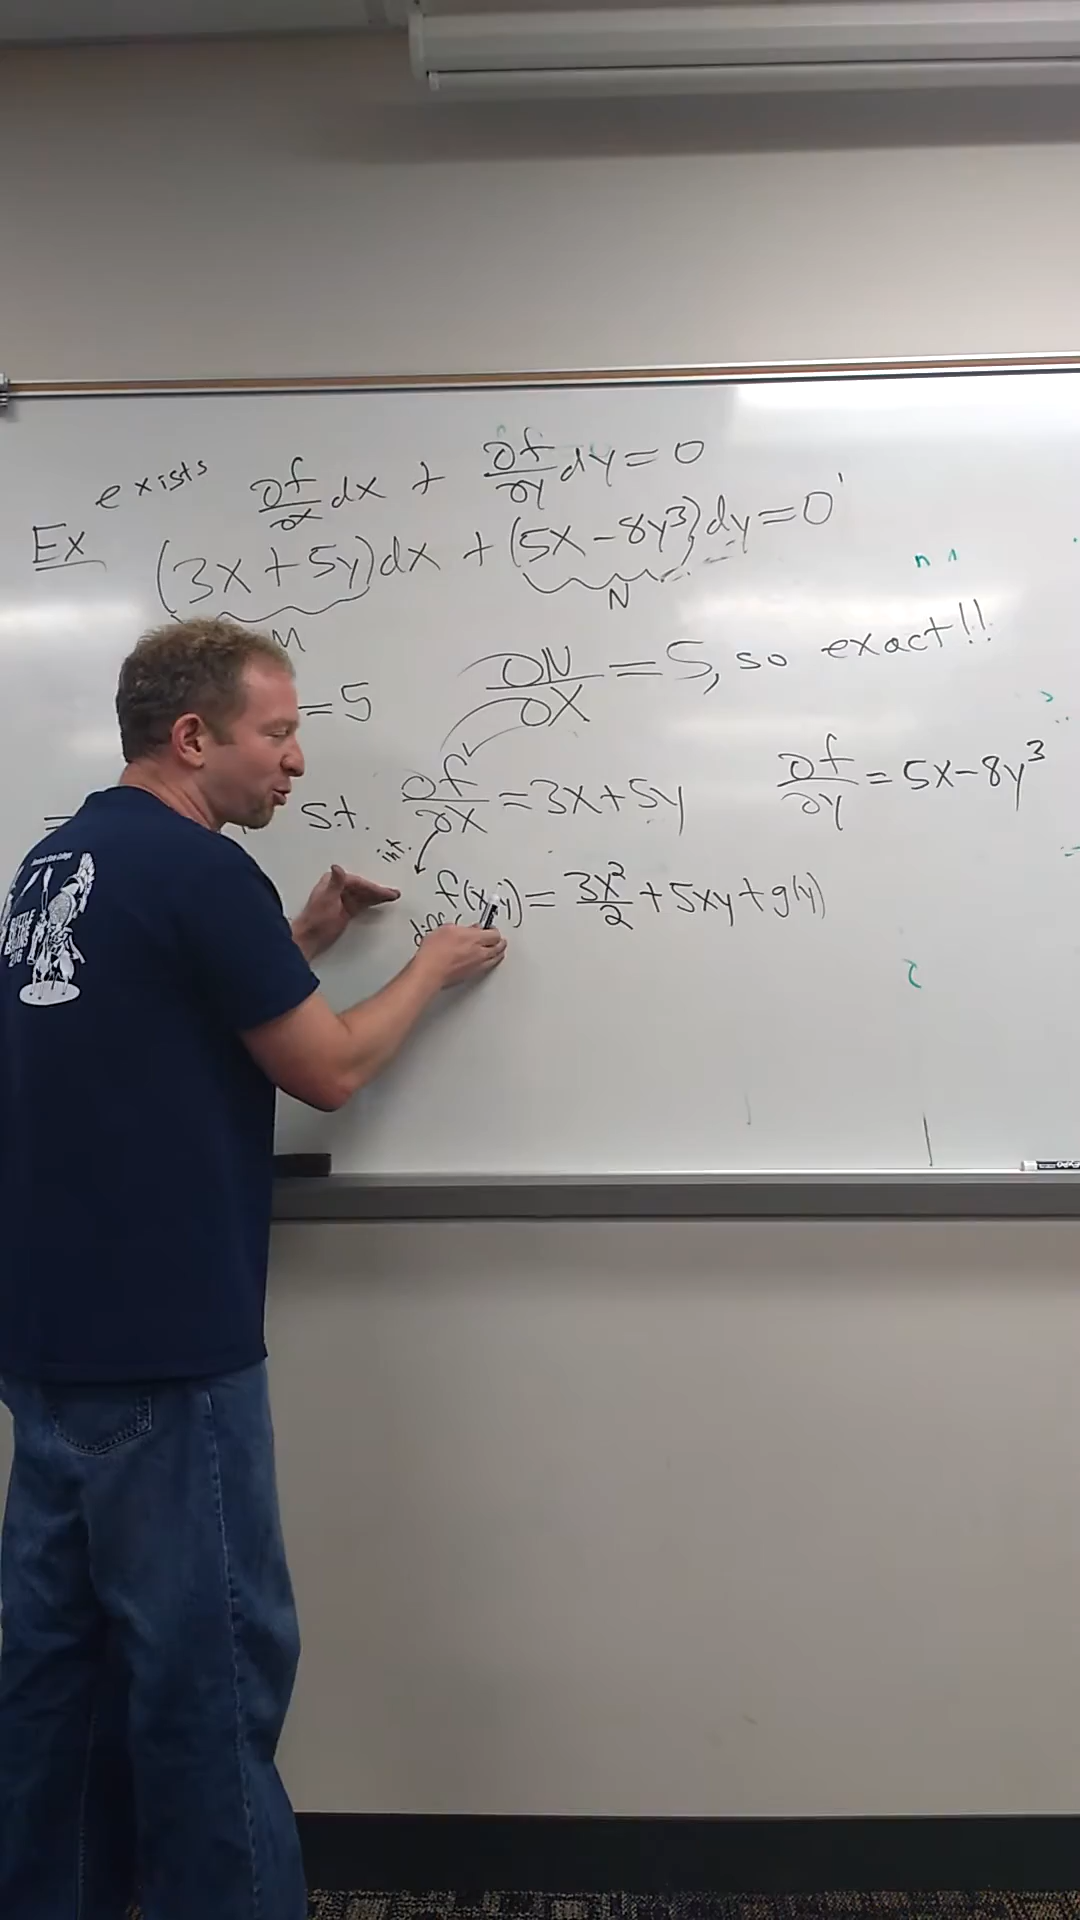 exists ∂f/∂x dx + ∂f/∂y dy = 0
Ex (3x + 5y)dx + (5x - 8y³)dy = 0
M N
= 5 ∂N/∂x = 5, so exact!!
s.t. ∂f/∂x = 3x + 5y ∂f/∂y = 5x - 8y³
int.
f(x,y) = 3x²/2 + 5xy + g(y)
diff